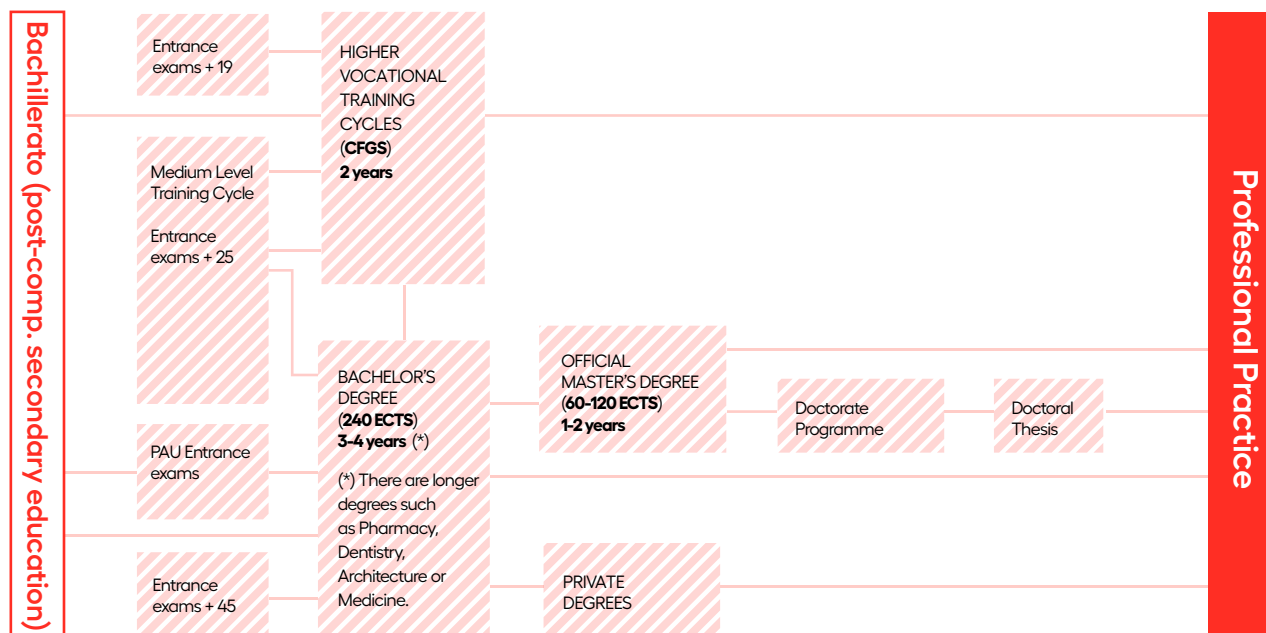 Bachillerato (post-comp. secondary education)
Entrance
exams + 19
Medium Level
Training Cycle
Entrance
exams + 25
PAU Entrance
exams
Entrance
exams + 45
HIGHER
VOCATIONAL
TRAINING
CYCLES
(CFGS)
2 years
BACHELOR'S
DEGREE
(240 ECTS)
3-4 years (*)
(*) There are longer
degrees such
as Pharmacy,
Dentistry,
Architecture or
Medicine.
OFFICIAL
MASTER'S DEGREE
(60-120 ECTS)
1-2 years
PRIVATE
DEGREES
Doctorate
Programme
Doctoral
Thesis
Professional Practice